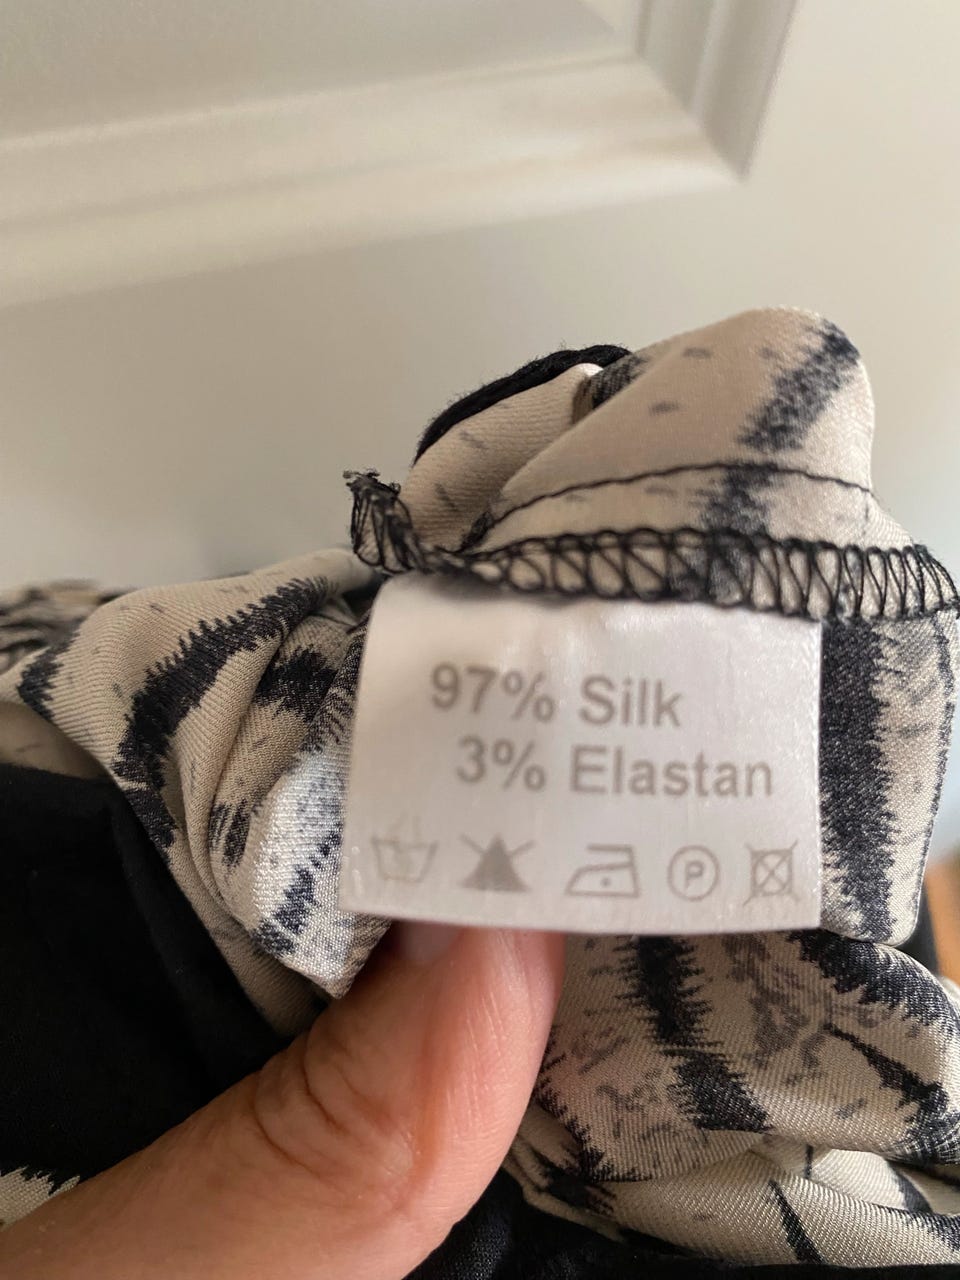 97% Silk
3% Elastan
P